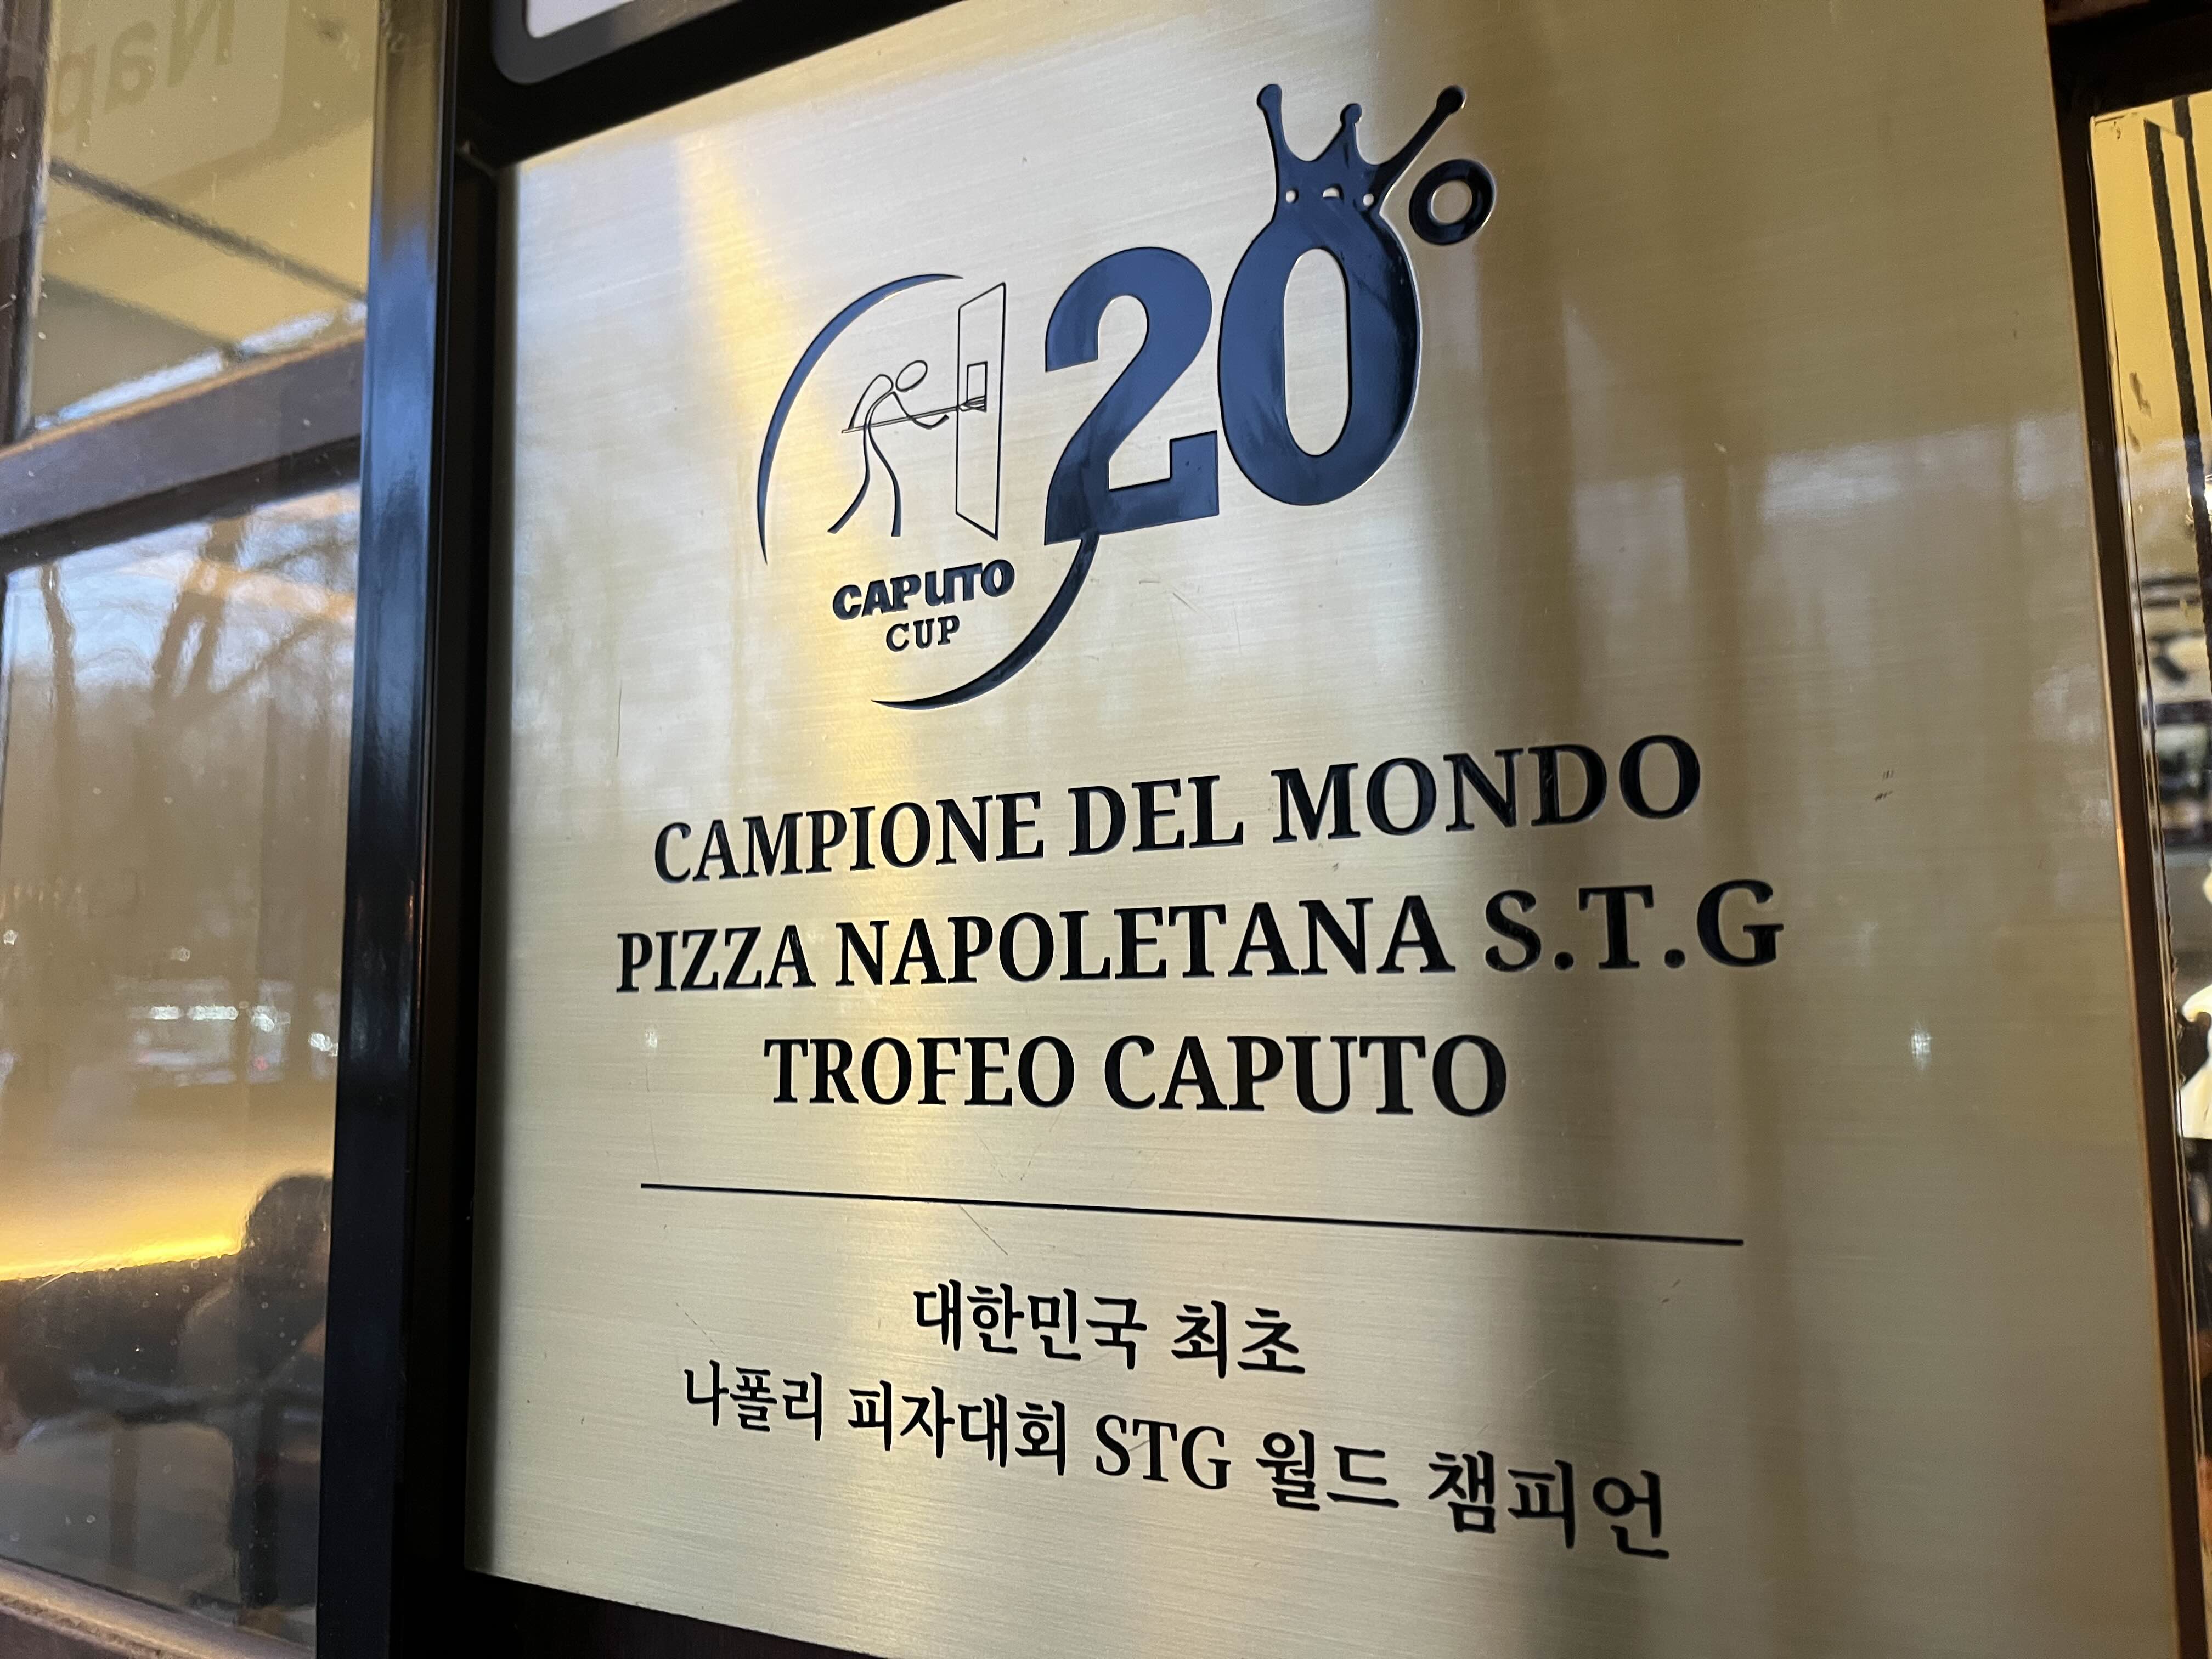 Nap
20°
CAPUTO
CUP
CAMPIONE DEL MONDO
PIZZA NAPOLETANA S.T.G
TROFEO CAPUTO
대한민국 최초
나폴리 피자대회 STG 월드 챔피언